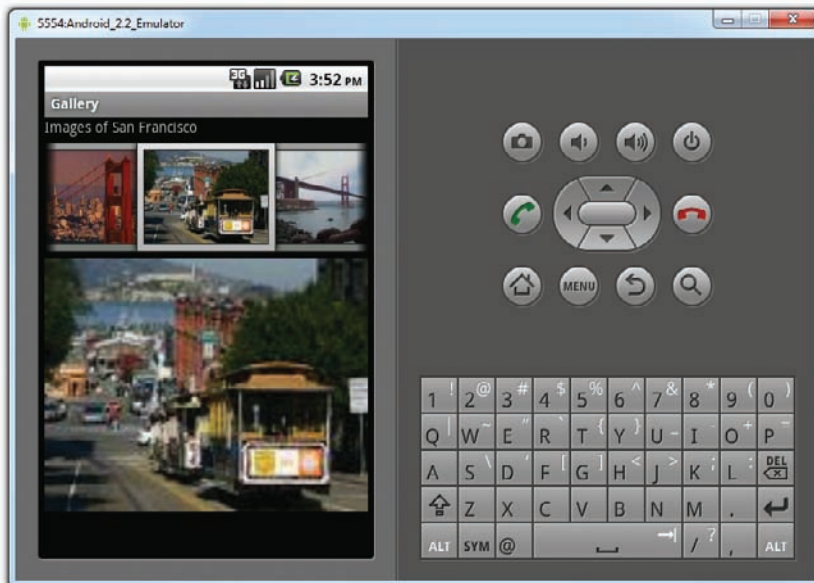 5554:Android_2.2_Emulator
3G 3:52 PM
Gallery
Images of San Francisco
MENU
1 ! 2 @ 3 # 4 $ 5 % 6 ^ 7 & 8 * 9 ( 0 )
Q | W ~ E " R ` T { Y } U _ I - O + P
A S \ D ' F [ G ] H < J > K ; L : DEL
Z X C V B N M .
ALT SYM @ / ? , ALT